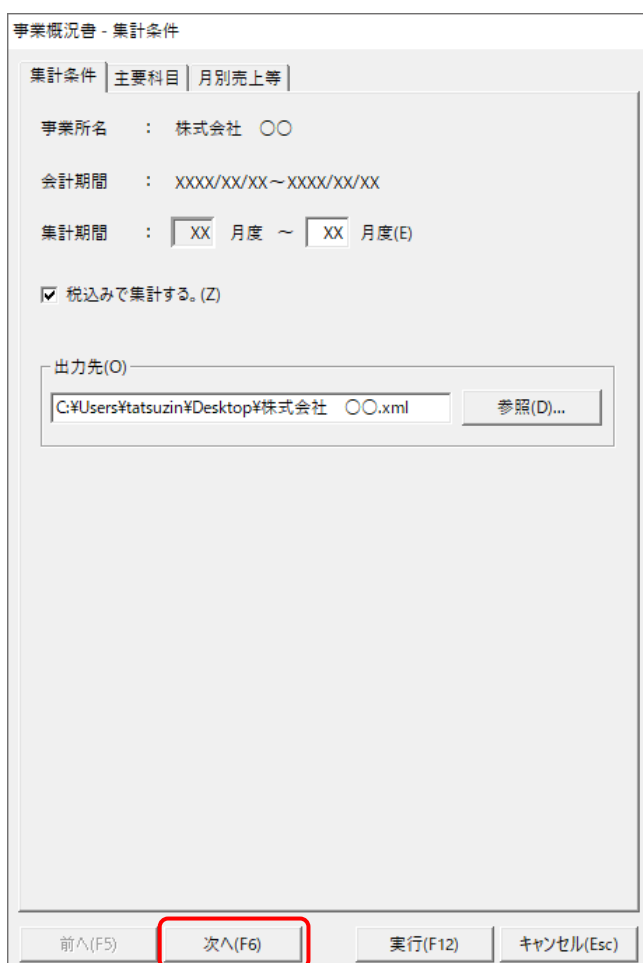 事業概況書 - 集計条件
集計条件 主要科目 月別売上等
事業所名 : 株式会社 ○○
会計期間 : XXXX/XX/XX～XXXX/XX/XX
集計期間 : XX 月度 ～ XX 月度(E)
税込みで集計する。(Z)
出力先(O)
C:¥Users¥tatsuzin¥Desktop¥株式会社 ○○.xml 参照(D)...
前へ(F5) 次へ(F6) 実行(F12) キャンセル(Esc)